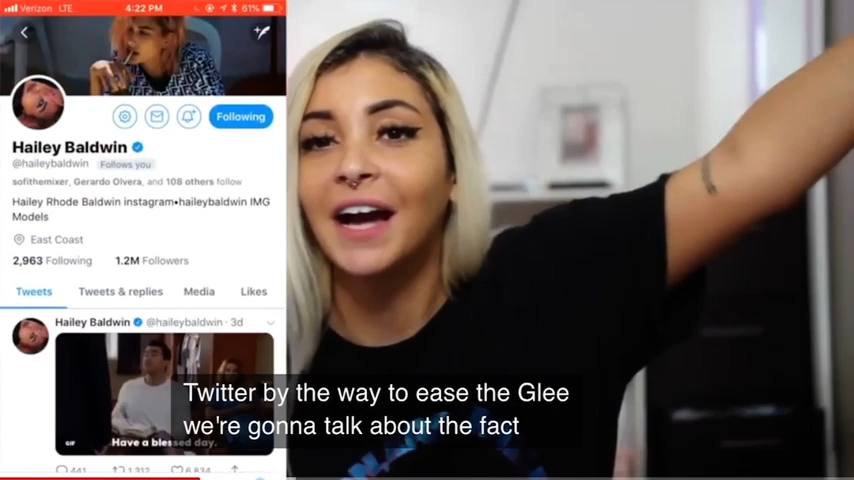 Verizon LTE 4:22 PM 61%
Hailey Baldwin
@haileybaldwin Follows you
Following
sofithemixer, Gerardo Olvera, and 108 others follow
Hailey Rhode Baldwin instagram•haileybaldwin IMG
Models
East Coast
2,963 Following 1.2M Followers
Tweets Tweets & replies Media Likes
Hailey Baldwin @haileybaldwin · 3d
GIF Have a blessed day.
441 1,312 6,834
Twitter by the way to ease the Glee
we're gonna talk about the fact